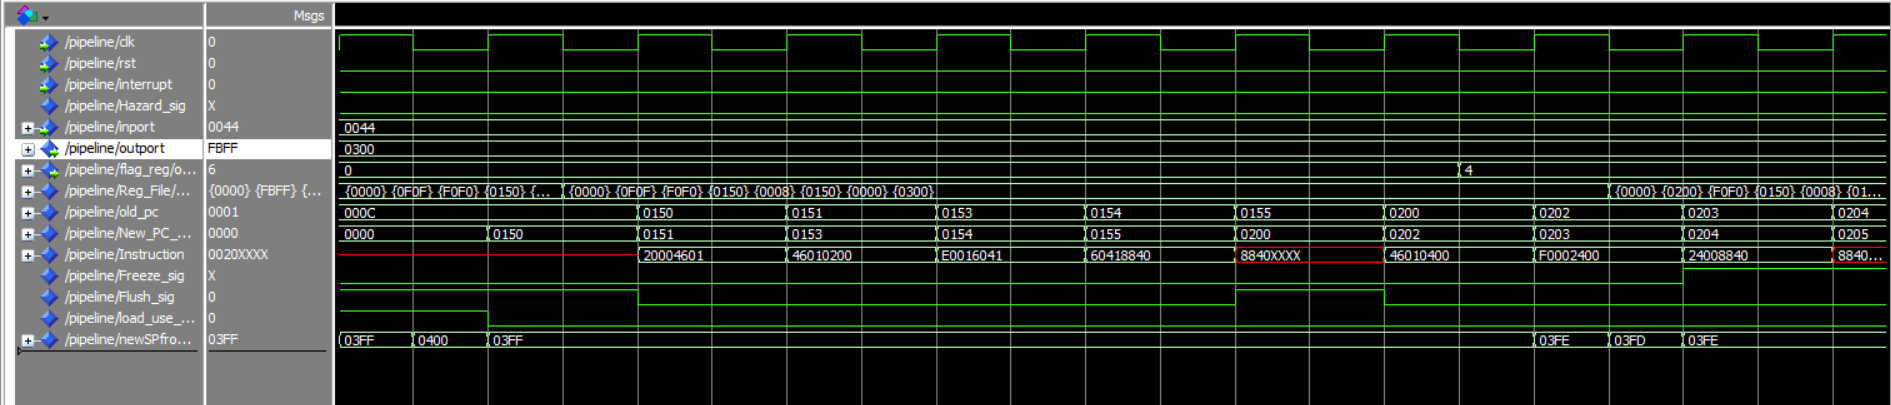 Msgs
/pipeline/clk 0
/pipeline/rst 0
/pipeline/interrupt 0
/pipeline/Hazard_sig X
/pipeline/inport 0044 0044
/pipeline/outport FBFF 0300
/pipeline/flag_reg/o... 6 0 4
/pipeline/Reg_File/... {0000} {FBFF} {... {0000} {0F0F} {F0F0} {0150} {... {0000} {0F0F} {F0F0} {0150} {0008} {0150} {0000} {0300} {0000} {0200} {F0F0} {0150} {0008} {01...
/pipeline/old_pc 0001 000C 0150 0151 0153 0154 0155 0200 0202 0203 0204
/pipeline/New_PC_... 0000 0000 0150 0151 0153 0154 0155 0200 0202 0203 0204 0205
/pipeline/Instruction 0020XXXX 20004601 46010200 E0016041 60418840 8840XXXX 46010400 F0002400 24008840 8840...
/pipeline/Freeze_sig X
/pipeline/Flush_sig 0
/pipeline/load_use_... 0
/pipeline/newSPfro... 03FF 03FF 0400 03FF 03FE 03FD 03FE